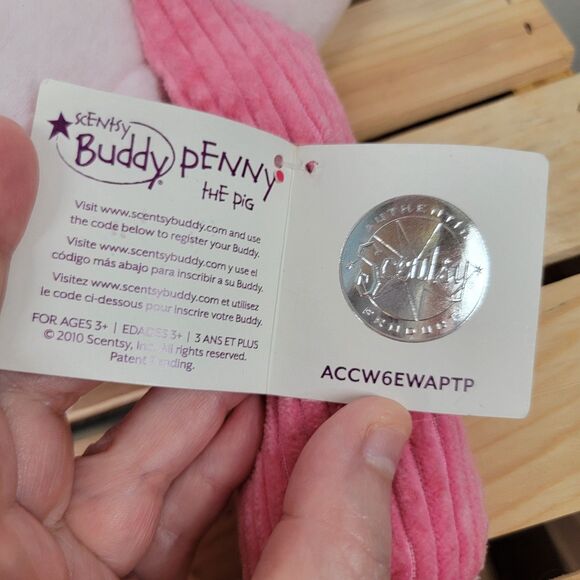 SCENTSY
Buddy®
PENNY
THE PIG
Visit www.scentsybuddy.com and use
the code below to register your Buddy.
Visite www.scentsybuddy.com y use el
código más abajo para inscribir a su Buddy.
Visitez www.scentsybuddy.com et utilisez
le code ci-dessous pour inscrire votre Buddy.
FOR AGES 3+ | EDADES 3+ | 3 ANS ET PLUS
© 2010 Scentsy, Inc. All rights reserved.
Patent Pending.
AUTHENTIC
Scentsy
PRODUCT
ACCW6EWAPTP